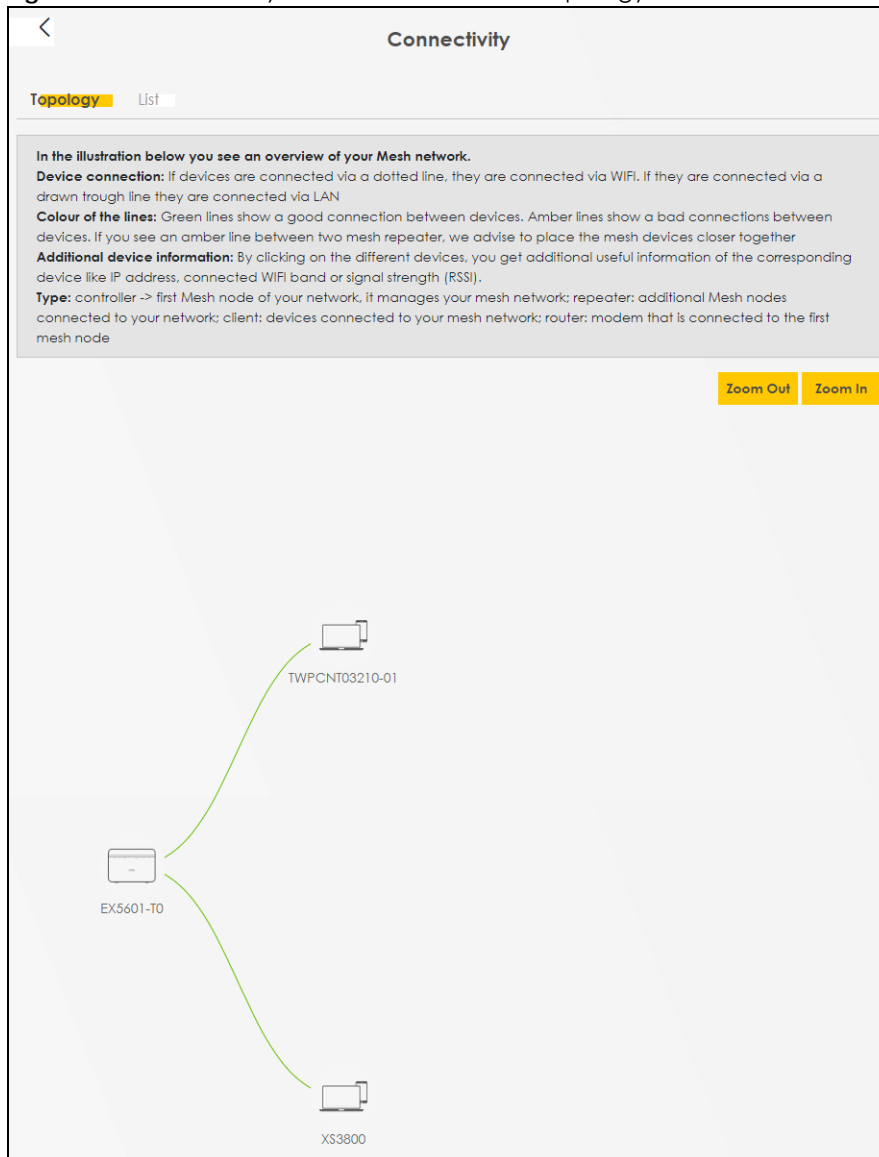 Connectivity
Topology List
In the illustration below you see an overview of your Mesh network.
Device connection: If devices are connected via a dotted line, they are connected via WIFI. If they are connected via a
drawn trough line they are connected via LAN
Colour of the lines: Green lines show a good connection between devices. Amber lines show a bad connections between
devices. If you see an amber line between two mesh repeater, we advise to place the mesh devices closer together
Additional device information: By clicking on the different devices, you get additional useful information of the corresponding
device like IP address, connected WIFI band or signal strength (RSSI).
Type: controller -> first Mesh node of your network, it manages your mesh network; repeater: additional Mesh nodes
connected to your network; client: devices connected to your mesh network; router: modem that is connected to the first
mesh node
Zoom Out Zoom In
TWPCNT03210-01
EX5601-T0
XS3800